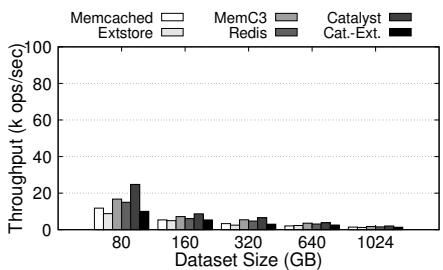 Memcached MemC3 Catalyst
Extstore Redis Cat.-Ext.
Throughput (k ops/sec)
100
80
60
40
20
0
80 160 320 640 1024
Dataset Size (GB)